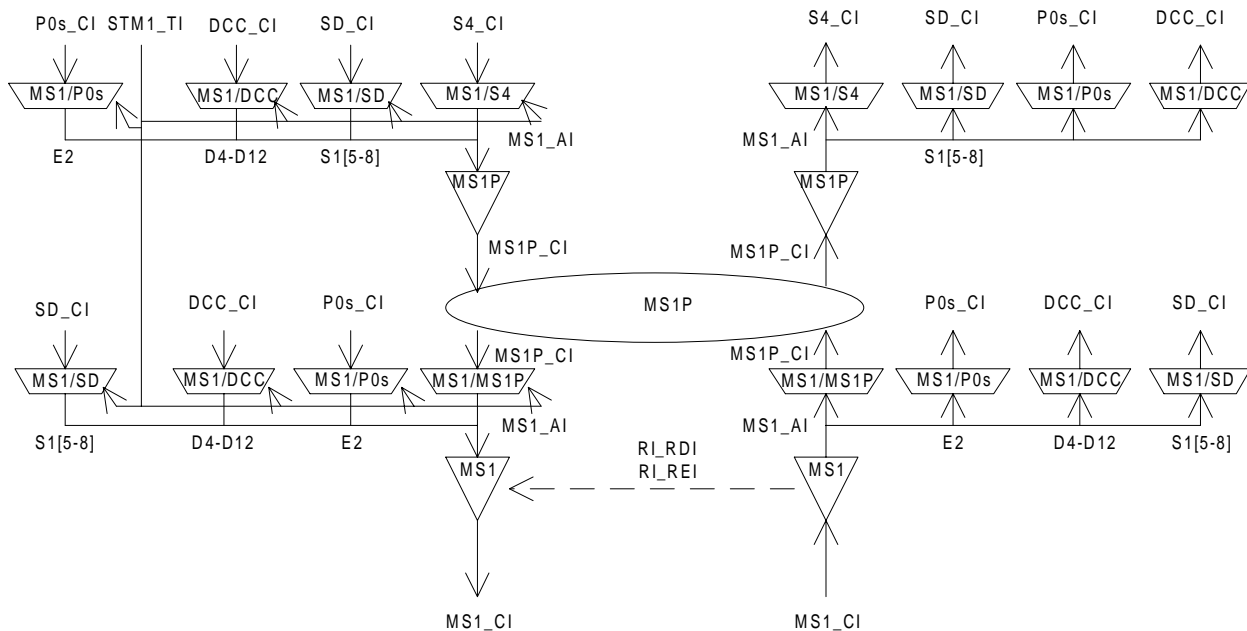 P0s_CI STM1_TI DCC_CI SD_CI S4_CI S4_CI SD_CI P0s_CI DCC_CI
MS1/P0s MS1/DCC MS1/SD MS1/S4 MS1/S4 MS1/SD MS1/P0s MS1/DCC
MS1_AI MS1_AI
E2 D4-D12 S1[5-8] S1[5-8]
MS1P MS1P
MS1P_CI MS1P_CI
MS1P
SD_CI DCC_CI P0s_CI P0s_CI DCC_CI SD_CI
MS1P_CI MS1P_CI
MS1/SD MS1/DCC MS1/P0s MS1/MS1P MS1/MS1P MS1/P0s MS1/DCC MS1/SD
MS1_AI MS1_AI
S1[5-8] D4-D12 E2 E2 D4-D12 S1[5-8]
RI_RDI
RI_REI
MS1 MS1
MS1_CI MS1_CI